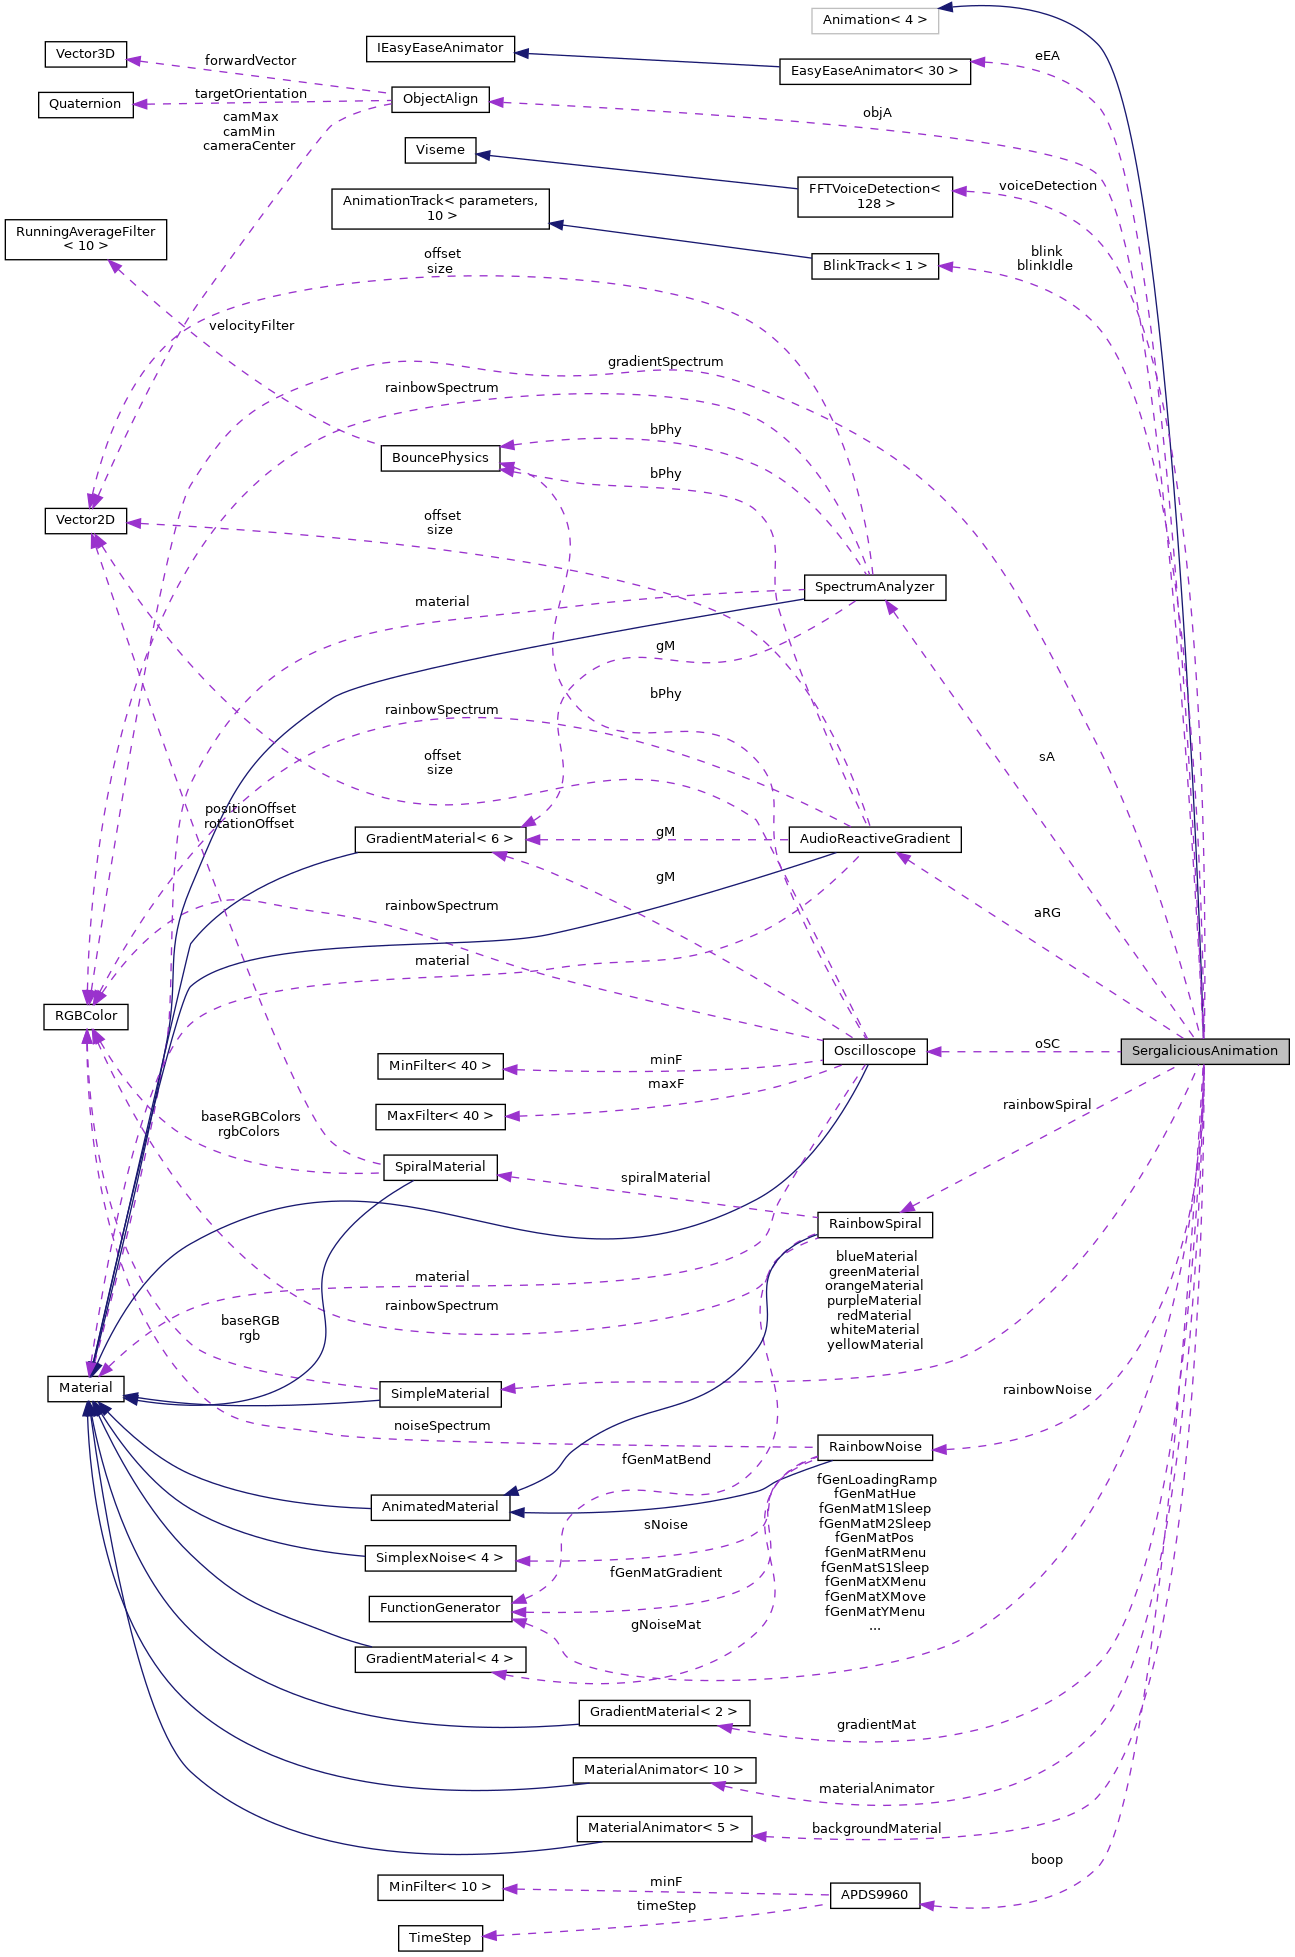 Animation< 4 >
Vector3D
forwardVector
IEasyEaseAnimator
EasyEaseAnimator< 30 >
eEA
Quaternion
targetOrientation
ObjectAlign
objA
camMax
camMin
cameraCenter
Viseme
FFTVoiceDetection<
128 >
voiceDetection
AnimationTrack< parameters,
10 >
RunningAverageFilter
< 10 >
BlinkTrack< 1 >
blink
blinkIdle
offset
size
velocityFilter
gradientSpectrum
rainbowSpectrum
bPhy
BouncePhysics
bPhy
Vector2D
offset
size
SpectrumAnalyzer
material
gM
bPhy
rainbowSpectrum
offset
size
sA
positionOffset
rotationOffset
GradientMaterial< 6 >
gM
AudioReactiveGradient
gM
rainbowSpectrum
aRG
material
RGBColor
Oscilloscope
oSC
SergaliciousAnimation
MinFilter< 40 >
minF
maxF
MaxFilter< 40 >
baseRGBColors
rgbColors
rainbowSpiral
SpiralMaterial
spiralMaterial
RainbowSpiral
material
rainbowSpectrum
blueMaterial
greenMaterial
orangeMaterial
purpleMaterial
redMaterial
whiteMaterial
yellowMaterial
baseRGB
rgb
Material
SimpleMaterial
rainbowNoise
noiseSpectrum
RainbowNoise
fGenMatBend
AnimatedMaterial
sNoise
SimplexNoise< 4 >
fGenMatGradient
FunctionGenerator
gNoiseMat
fGenLoadingRamp
fGenMatHue
fGenMatM1Sleep
fGenMatM2Sleep
fGenMatPos
fGenMatRMenu
fGenMatS1Sleep
fGenMatXMenu
fGenMatXMove
fGenMatYMenu
...
GradientMaterial< 4 >
GradientMaterial< 2 >
gradientMat
MaterialAnimator< 10 >
materialAnimator
MaterialAnimator< 5 >
backgroundMaterial
boop
MinFilter< 10 >
minF
APDS9960
timeStep
TimeStep